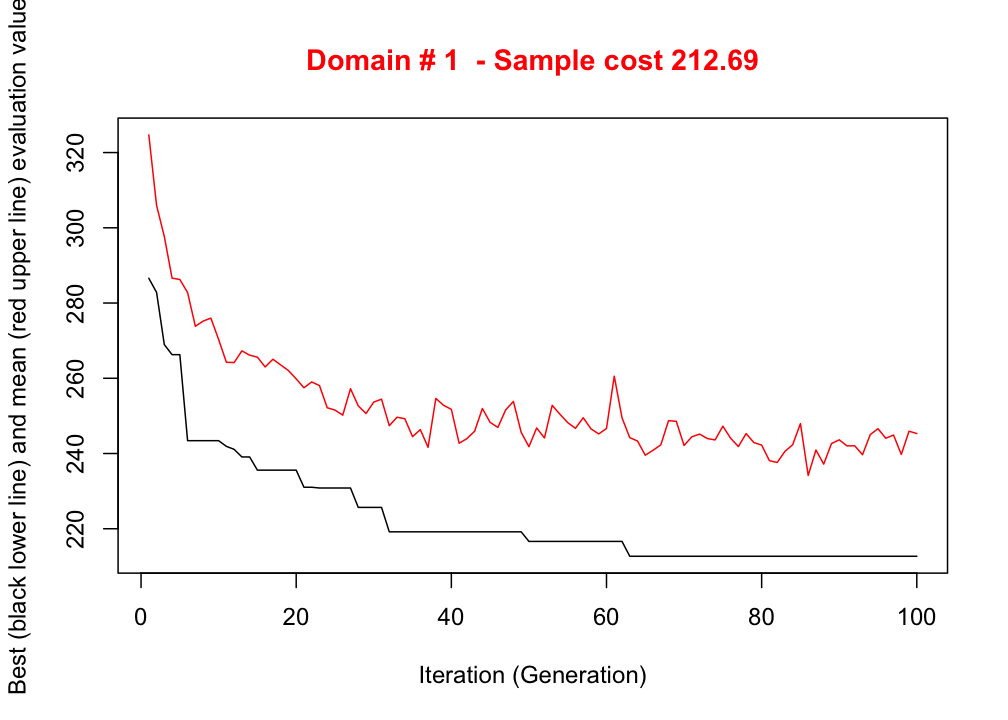 Domain # 1  - Sample cost 212.69
Best (black lower line) and mean (red upper line) evaluation value
320
300
280
260
240
220
0 20 40 60 80 100
Iteration (Generation)